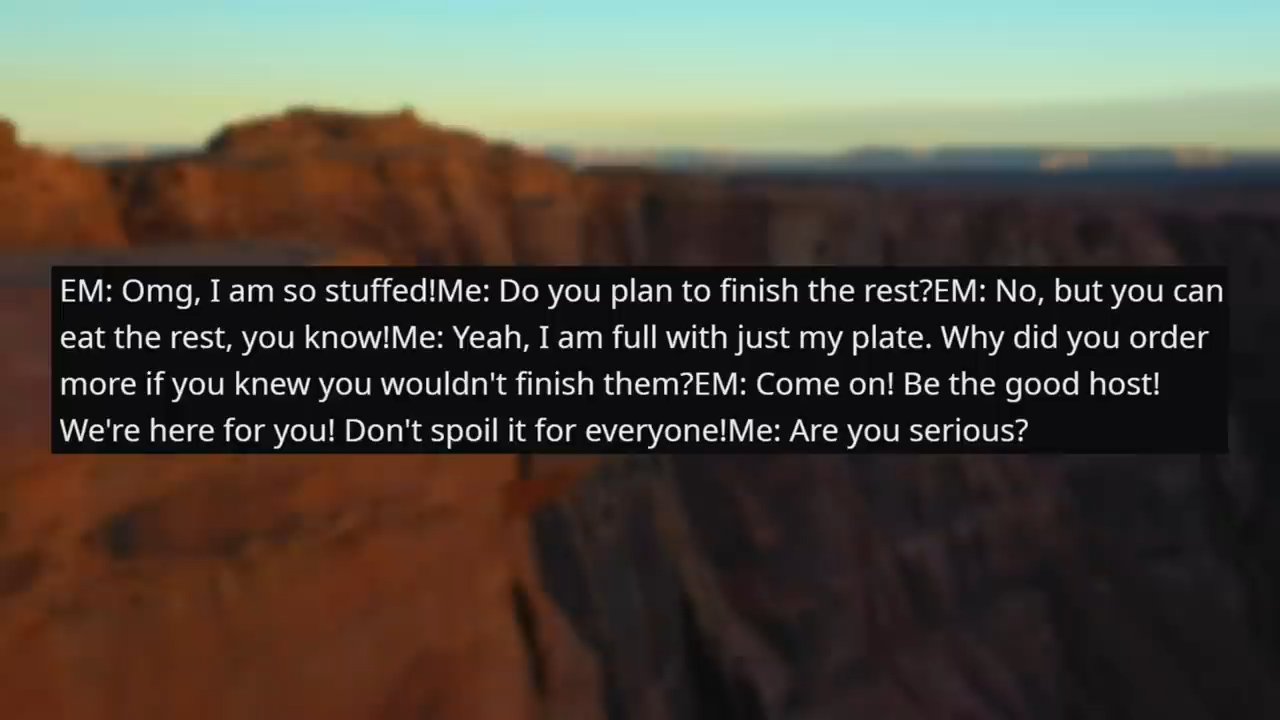 EM: Omg, I am so stuffed!Me: Do you plan to finish the rest?EM: No, but you can
eat the rest, you know!Me: Yeah, I am full with just my plate. Why did you order
more if you knew you wouldn't finish them?EM: Come on! Be the good host!
We're here for you! Don't spoil it for everyone!Me: Are you serious?